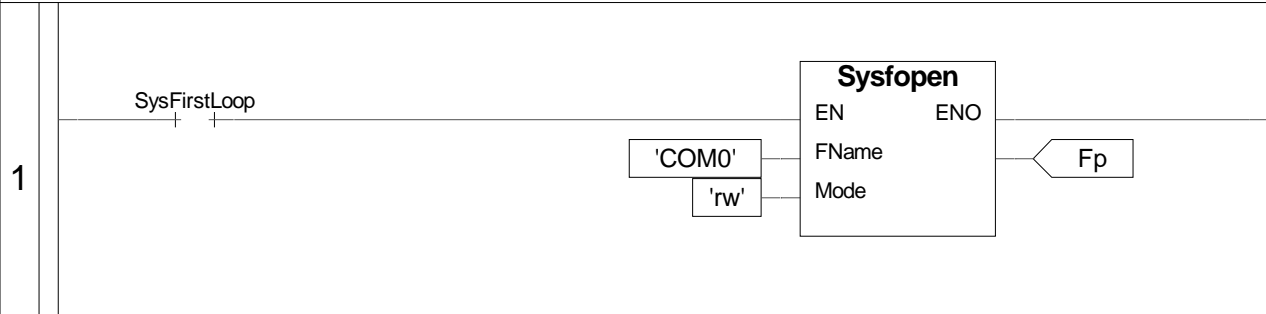 Sysfopen
SysFirstLoop
EN ENO
'COM0' FName Fp
1
'rw' Mode